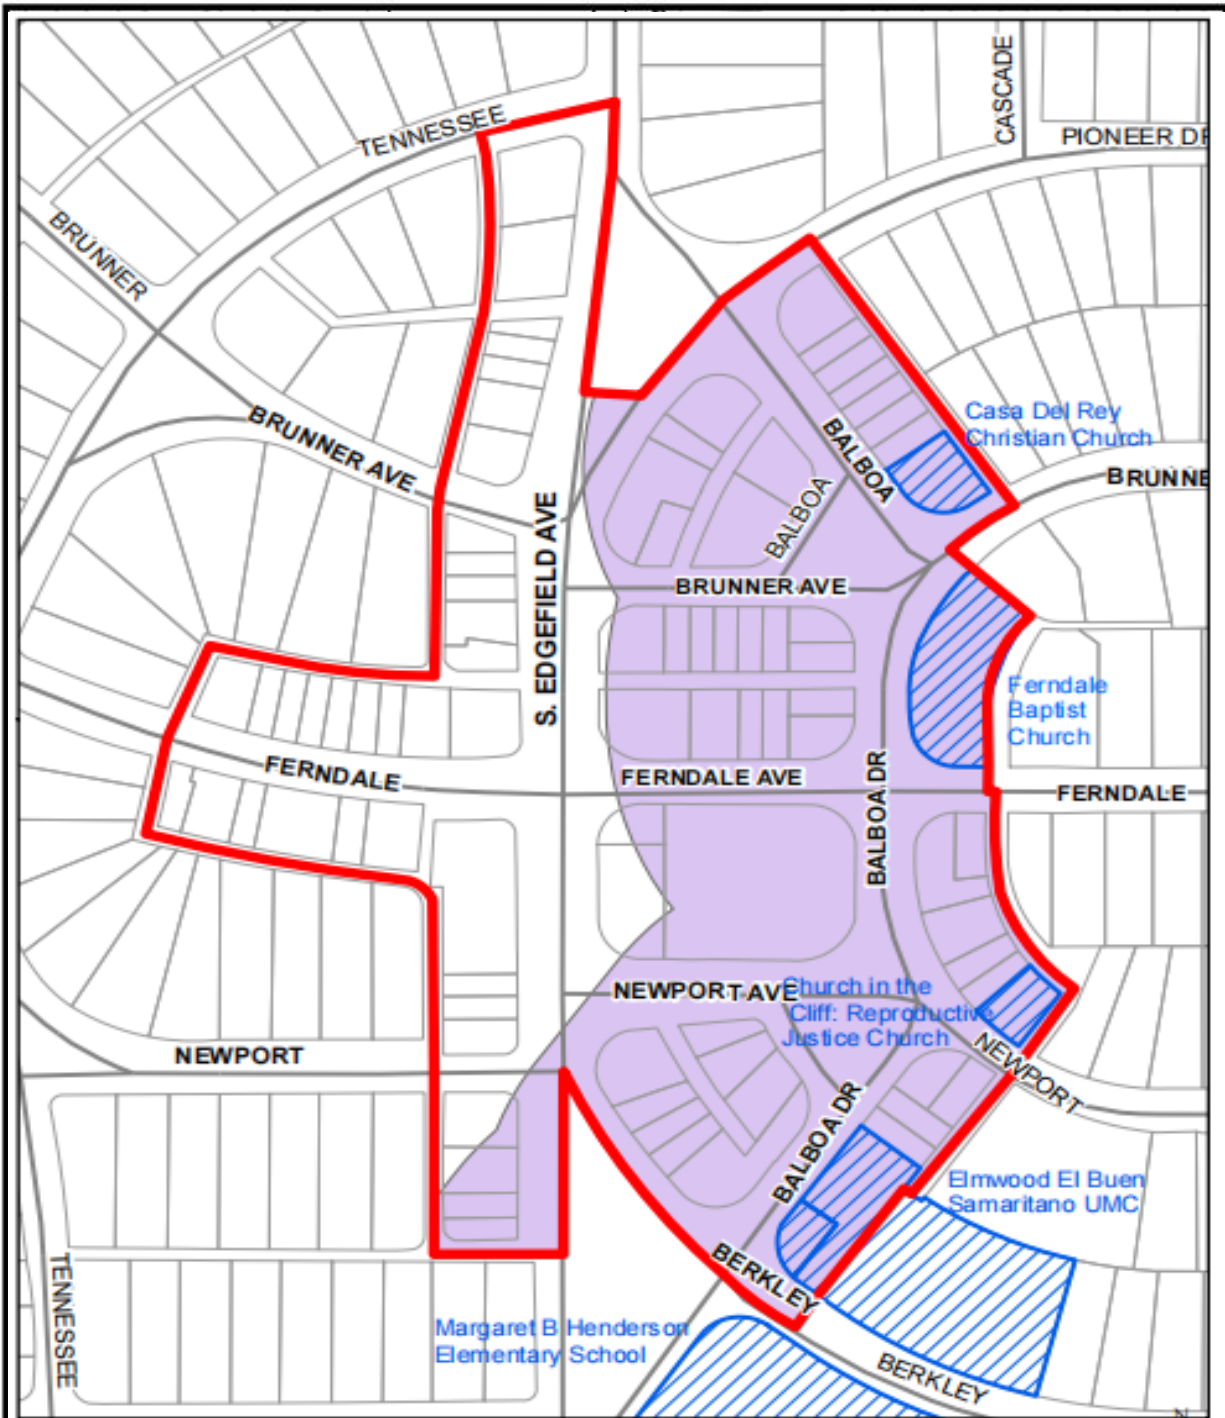 CASCADE
TENNESSEE
PIONEER DR
BRUNNER
Casa Del Rey
Christian Church
BRUNNER AVE
BALBOA
BRUNNE
BALBOA
S. EDGEFIELD AVE
BRUNNER AVE
Ferndale
Baptist
Church
FERNDALE
FERNDALE AVE
BALBOA DR
FERNDALE
NEWPORT AVE
Church in the
Cliff: Reproductive
Justice Church
NEWPORT
NEWPORT
BALBOA DR
Elmwood El Buen
Samaritano UMC
TENNESSEE
BERKLEY
Margaret B Henderson
Elementary School
BERKLEY